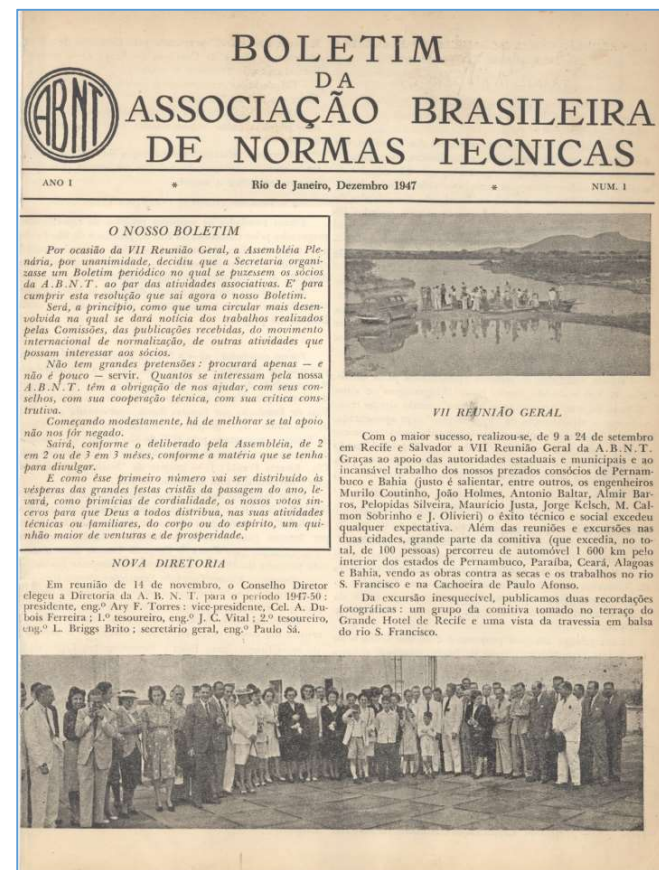 BOLETIM
DA
ASSOCIAÇÃO BRASILEIRA
DE NORMAS TECNICAS
ABNT
ANO I * Rio de Janeiro, Dezembro 1947 * NUM. 1
O NOSSO BOLETIM
Por ocasião da VII Reunião Geral, a Assembléia Ple-
nária, por unanimidade, decidiu que a Secretaria organi-
zasse um Boletim periódico no qual se puzessem os sócios
da A.B.N.T. ao par das atividades associativas. E' para
cumprir esta resolução que sai agora o nosso Boletim.
Será, a princípio, como que uma circular mais desen-
volvida na qual se dará notícia dos trabalhos realizados
pelas Comissões, das publicações recebidas, do movimento
internacional de normalização, de outras atividades que
possam interessar aos sócios.
Não tem grandes pretensões: procurará apenas — e
não é pouco — servir. Quantos se interessam pela nossa
A.B.N.T. têm a obrigação de nos ajudar, com seus con-
selhos, com sua cooperação técnica, com sua crítica cons-
trutiva.
Começando modestamente, há de melhorar se tal apoio
não nos fôr negado.
Sairá, conforme o deliberado pela Assembléia, de 2
em 2 ou de 3 em 3 mêses, conforme a matéria que se tenha
para divulgar.
E como êsse primeiro número vai ser distribuído às
vésperas das grandes festas cristãs da passagem do ano, le-
vará, como primícias de cordialidade, os nossos votos sin-
ceros para que Deus a todos distribua, nas suas atividades
técnicas ou familiares, do corpo ou do espírito, um qui-
nhão maior de venturas e de prosperidade.
NOVA DIRETORIA
Em reunião de 14 de novembro, o Conselho Diretor
elegeu a Diretoria da A. B. N. T. para o período 1947-50:
presidente, eng.º Ary F. Torres: vice-presidente, Cel. A. Du-
bois Ferreira; 1.º tesoureiro, eng.º J. C. Vital; 2.º tesoureiro,
eng.º L. Briggs Brito; secretário geral, eng.º Paulo Sá.
VII REUNIÃO GERAL
Com o maior sucesso, realizou-se, de 9 a 24 de setembro
em Recife e Salvador a VII Reunião Geral da A.B.N.T.
Graças ao apoio das autoridades estaduais e municipais e ao
incansável trabalho dos nossos prezados consócios de Pernam-
buco e Bahia (justo é salientar, entre outros, os engenheiros
Murilo Coutinho, João Holmes, Antonio Baltar, Almir Bar-
ros, Pelopidas Silveira, Maurício Justa, Jorge Kelsch, M. Cal-
mon Sobrinho e J. Olivieri) o êxito técnico e social excedeu
qualquer expectativa. Além das reuniões e excursões nas
duas cidades, grande parte da comitiva (que excedia, no to-
tal, de 100 pessoas) percorreu de automóvel 1 600 km pelo
interior dos estados de Pernambuco, Paraíba, Ceará, Alagoas
e Bahia, vendo as obras contra as secas e os trabalhos no rio
S. Francisco e na Cachoeira de Paulo Afonso.
Da excursão inesquecível, publicamos duas recordações
fotográficas: um grupo da comitiva tomado no terraço do
Grande Hotel de Recife e uma vista da travessia em balsa
do rio S. Francisco.